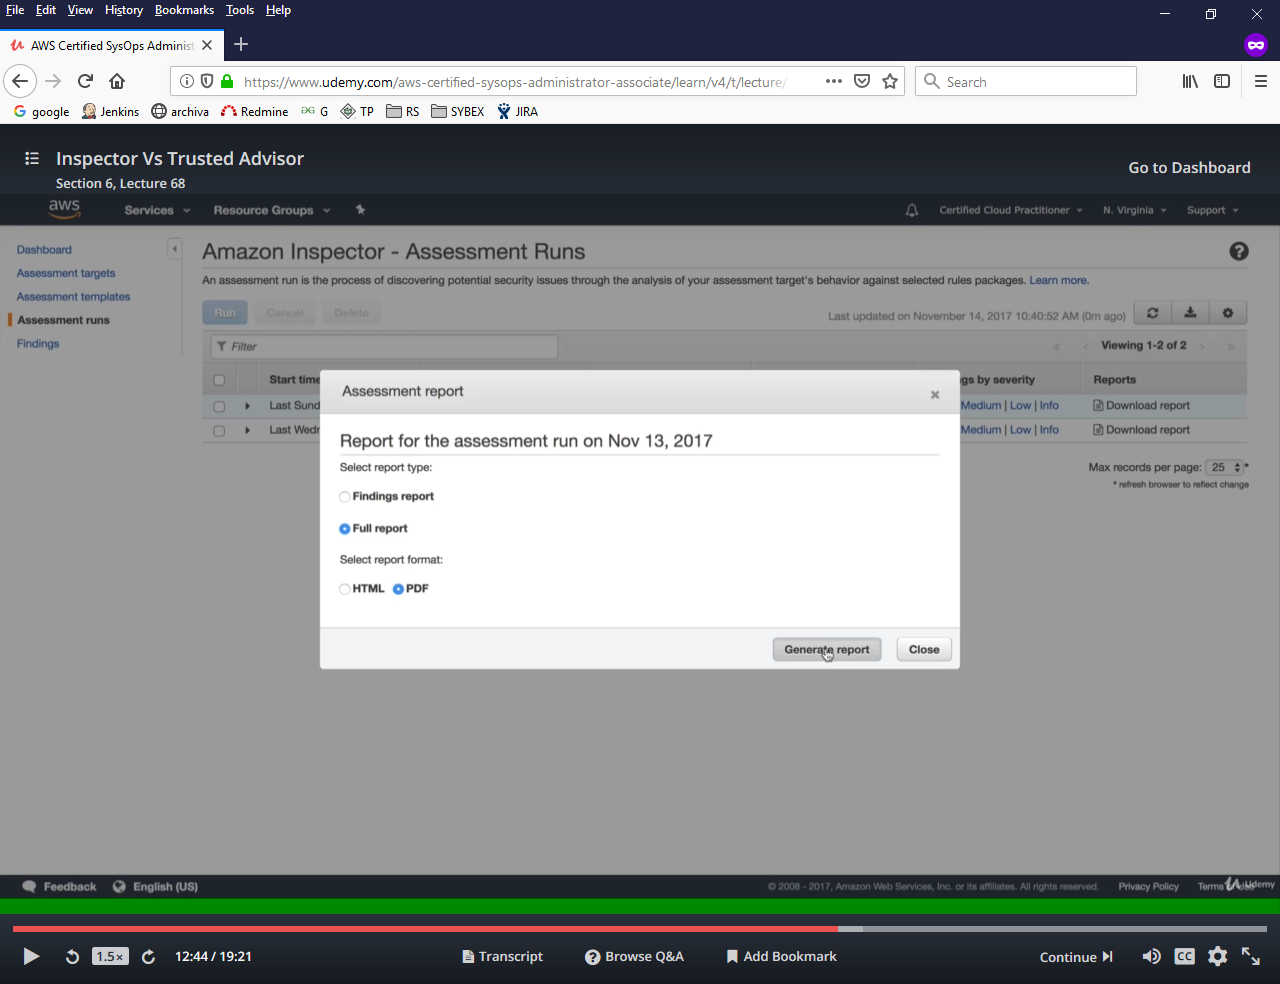 File Edit View History Bookmarks Tools Help
AWS Certified SysOps Administ
https://www.udemy.com/aws-certified-sysops-administrator-associate/learn/v4/t/lecture/
Search
google Jenkins archiva Redmine G TP RS SYBEX JIRA
Inspector Vs Trusted Advisor
Section 6, Lecture 68
Go to Dashboard
aws Services Resource Groups Certified Cloud Practitioner N. Virginia Support
Dashboard
Assessment targets
Assessment templates
Assessment runs
Findings
Amazon Inspector - Assessment Runs
An assessment run is the process of discovering potential security issues through the analysis of your assessment target's behavior against selected rules packages. Learn more.
Run Cancel Delete
Last updated on November 14, 2017 10:40:52 AM (0m ago)
Filter
Viewing 1-2 of 2
Start time gs by severity Reports
Last Sund Medium | Low | Info Download report
Last Wedn Medium | Low | Info Download report
Max records per page: 25 *
* refresh browser to reflect change
Assessment report
Report for the assessment run on Nov 13, 2017
Select report type:
Findings report
Full report
Select report format:
HTML PDF
Generate report Close
Feedback English (US)
© 2008 - 2017, Amazon Web Services, Inc. or its affiliates. All rights reserved. Privacy Policy Terms
Udemy
1.5× 12:44 / 19:21 Transcript Browse Q&A Add Bookmark Continue CC